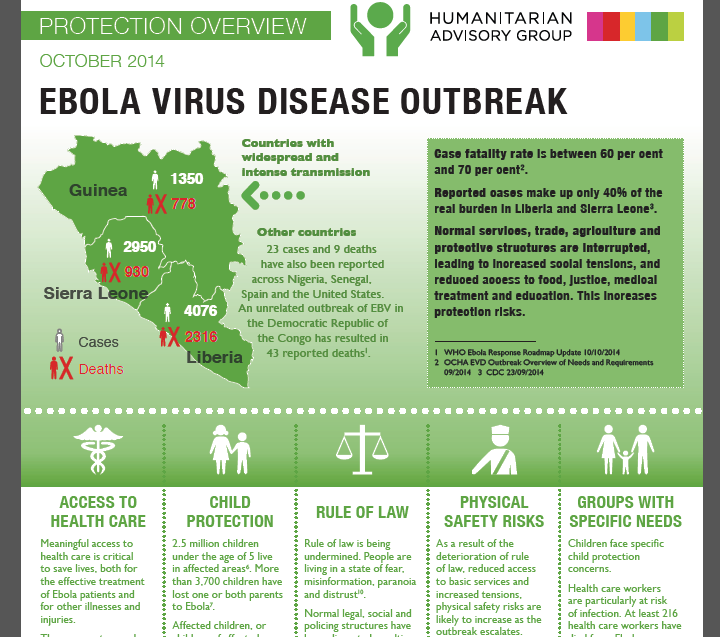 PROTECTION OVERVIEW
HUMANITARIAN
ADVISORY GROUP
OCTOBER 2014
EBOLA VIRUS DISEASE OUTBREAK
Countries with
widespread and
intense transmission
Guinea
1350
778
2950
930
Sierra Leone
4076
2316
Liberia
Cases
Deaths
Other countries
23 cases and 9 deaths
have also been reported
across Nigeria, Senegal,
Spain and the United States.
An unrelated outbreak of EBV in
the Democratic Republic of
the Congo has resulted in
43 reported deaths¹.
Case fatality rate is between 60 per cent
and 70 per cent².
Reported cases make up only 40% of the
real burden in Liberia and Sierra Leone³.
Normal services, trade, agriculture and
protective structures are interrupted,
leading to increased social tensions, and
reduced access to food, justice, medical
treatment and education. This increases
protection risks.
1 WHO Ebola Response Roadmap Update 10/10/2014
2 OCHA EVD Outbreak Overview of Needs and Requirements
09/2014 3 CDC 23/09/2014
ACCESS TO
HEALTH CARE
Meaningful access to
health care is critical
to save lives, both for
the effective treatment
of Ebola patients and
for other illnesses and
injuries.
CHILD
PROTECTION
2.5 million children
under the age of 5 live
in affected areas⁶. More
than 3,700 children have
lost one or both parents
to Ebola⁷.
Affected children, or
RULE OF LAW
Rule of law is being
undermined. People are
living in a state of fear,
misinformation, paranoia
and distrust¹⁰.
Normal legal, social and
policing structures have
PHYSICAL
SAFETY RISKS
As a result of the
deterioration of rule
of law, reduced access
to basic services and
increased tensions,
physical safety risks are
likely to increase as the
outbreak escalates.
GROUPS WITH
SPECIFIC NEEDS
Children face specific
child protection
concerns.
Health care workers
are particularly at risk
of infection. At least 216
health care workers have